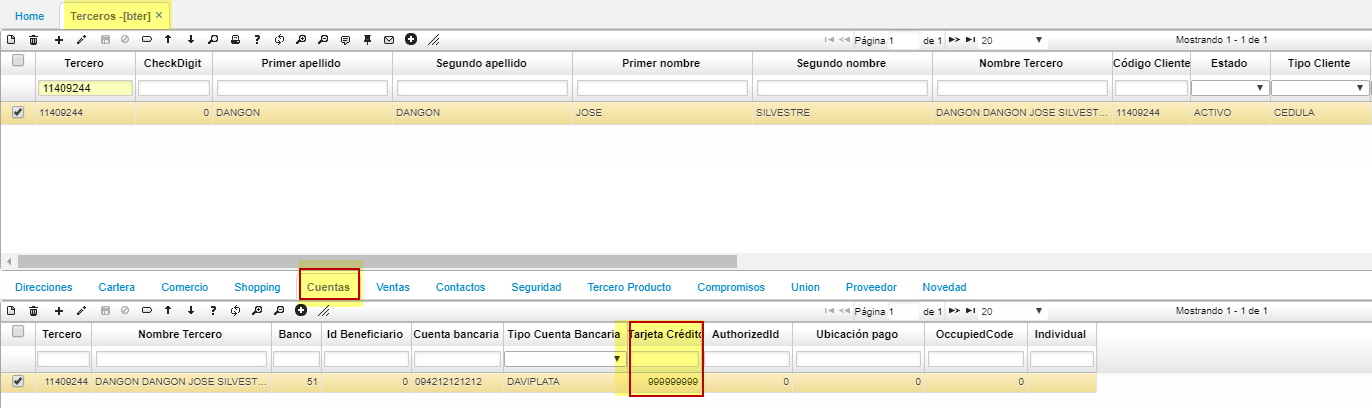 Home Terceros -[bter] ×
Página 1 de 1 20 Mostrando 1 - 1 de 1
Tercero CheckDigit Primer apellido Segundo apellido Primer nombre Segundo nombre Nombre Tercero Código Cliente Estado Tipo Cliente
11409244
11409244 0 DANGON DANGON JOSE SILVESTRE DANGON DANGON JOSE SILVEST... 11409244 ACTIVO CEDULA
Direcciones Cartera Comercio Shopping Cuentas Ventas Contactos Seguridad Tercero Producto Compromisos Union Proveedor Novedad
Página 1 de 1 20 Mostrando 1 - 1 de 1
Tercero Nombre Tercero Banco Id Beneficiario Cuenta bancaria Tipo Cuenta Bancaria Tarjeta Crédito AuthorizedId Ubicación pago OccupiedCode Individual
11409244 DANGON DANGON JOSE SILVEST... 51 0 094212121212 DAVIPLATA 999999999 0 0 0